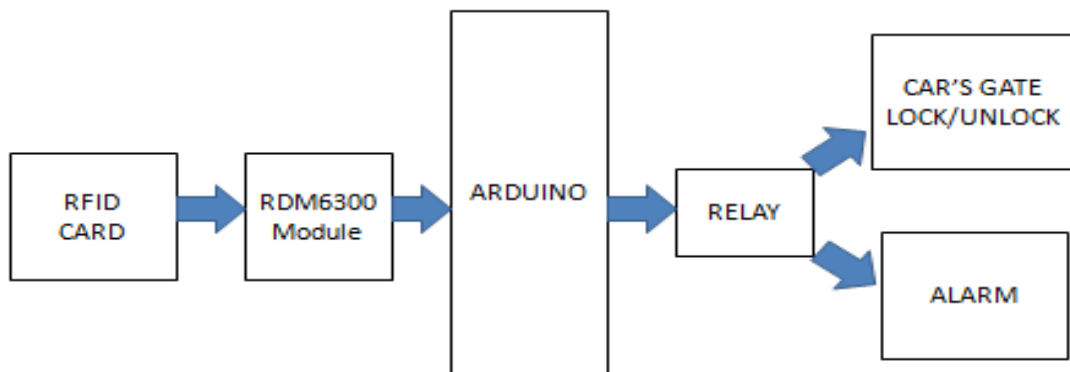 RFID
CARD
RDM6300
Module
ARDUINO
RELAY
CAR'S GATE
LOCK/UNLOCK
ALARM